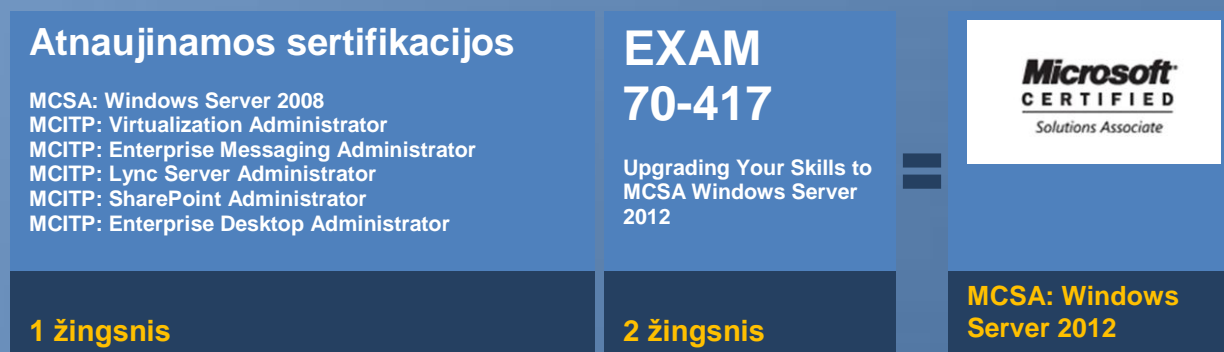 Atnaujinamos sertifikacijos
MCSA: Windows Server 2008
MCITP: Virtualization Administrator
MCITP: Enterprise Messaging Administrator
MCITP: Lync Server Administrator
MCITP: SharePoint Administrator
MCITP: Enterprise Desktop Administrator
1 žingsnis
EXAM
70-417
Upgrading Your Skills to
MCSA Windows Server
2012
2 žingsnis
=
Microsoft
CERTIFIED
Solutions Associate
MCSA: Windows
Server 2012